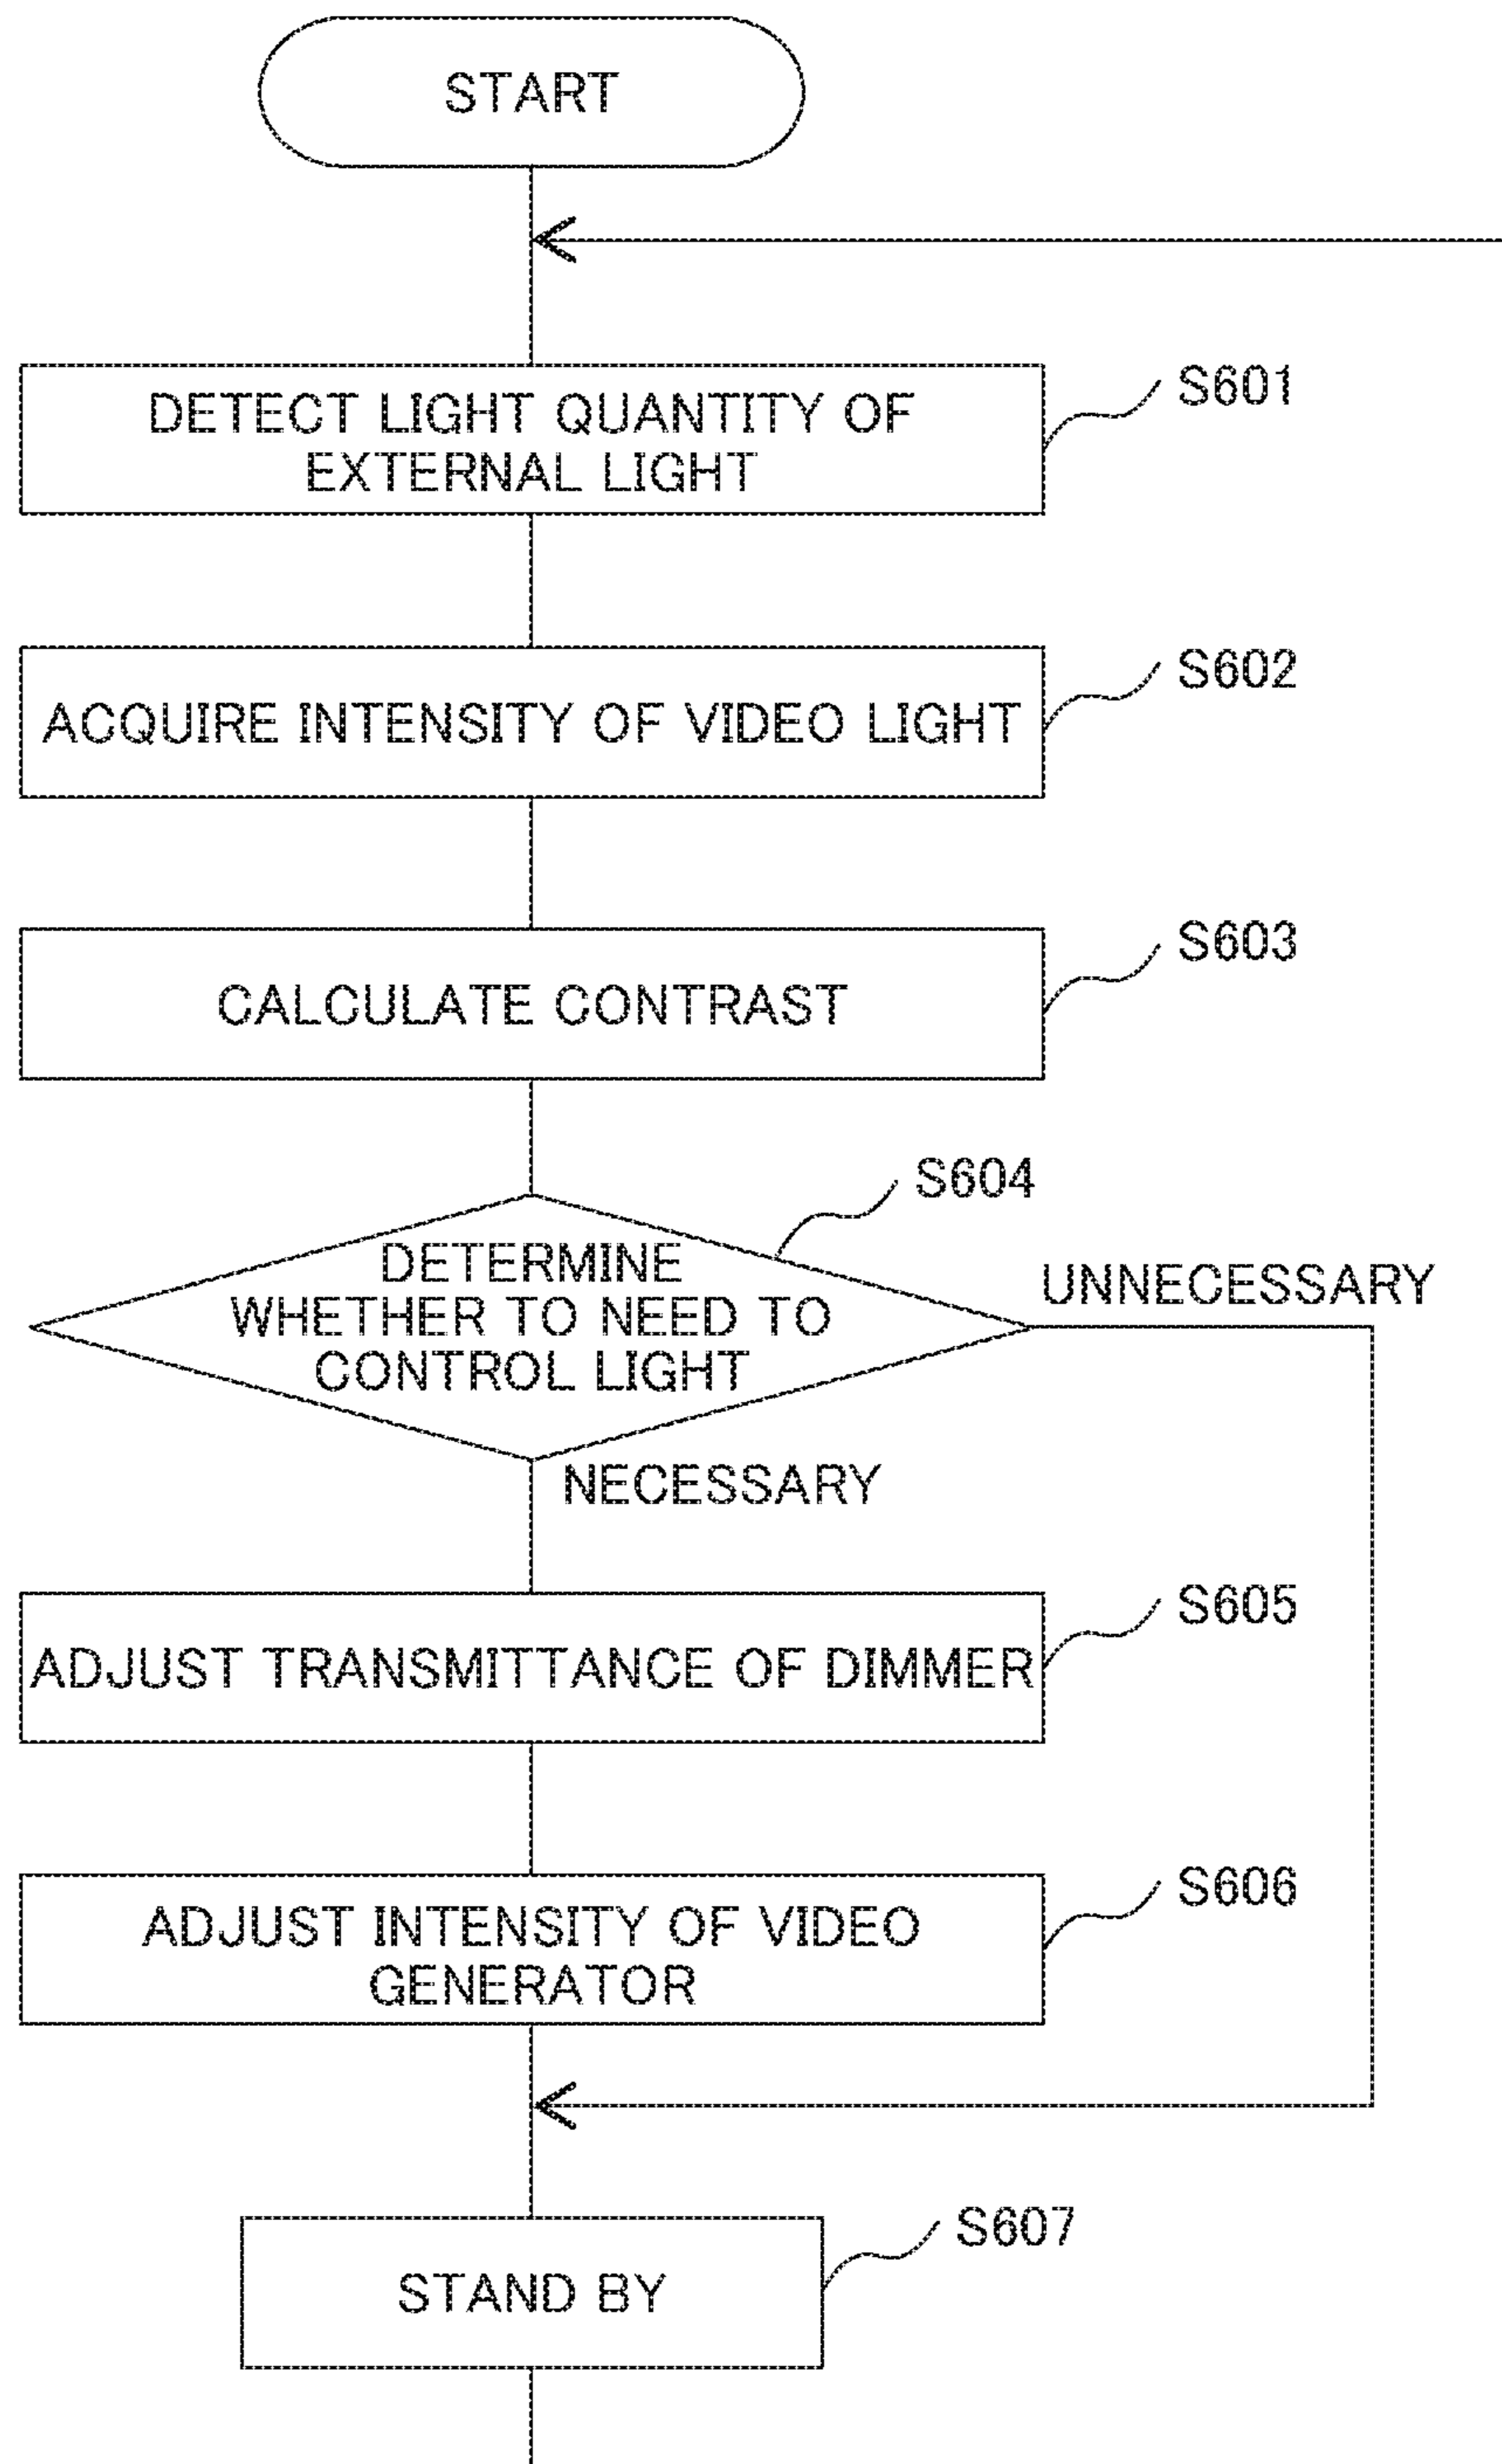 START
DETECT LIGHT QUANTITY OF
EXTERNAL LIGHT
S601
ACQUIRE INTENSITY OF VIDEO LIGHT
S602
CALCULATE CONTRAST
S603
S604
DETERMINE
WHETHER TO NEED TO
CONTROL LIGHT
UNNECESSARY
NECESSARY
ADJUST TRANSMITTANCE OF DIMMER
S605
ADJUST INTENSITY OF VIDEO
GENERATOR
S606
STAND BY
S607